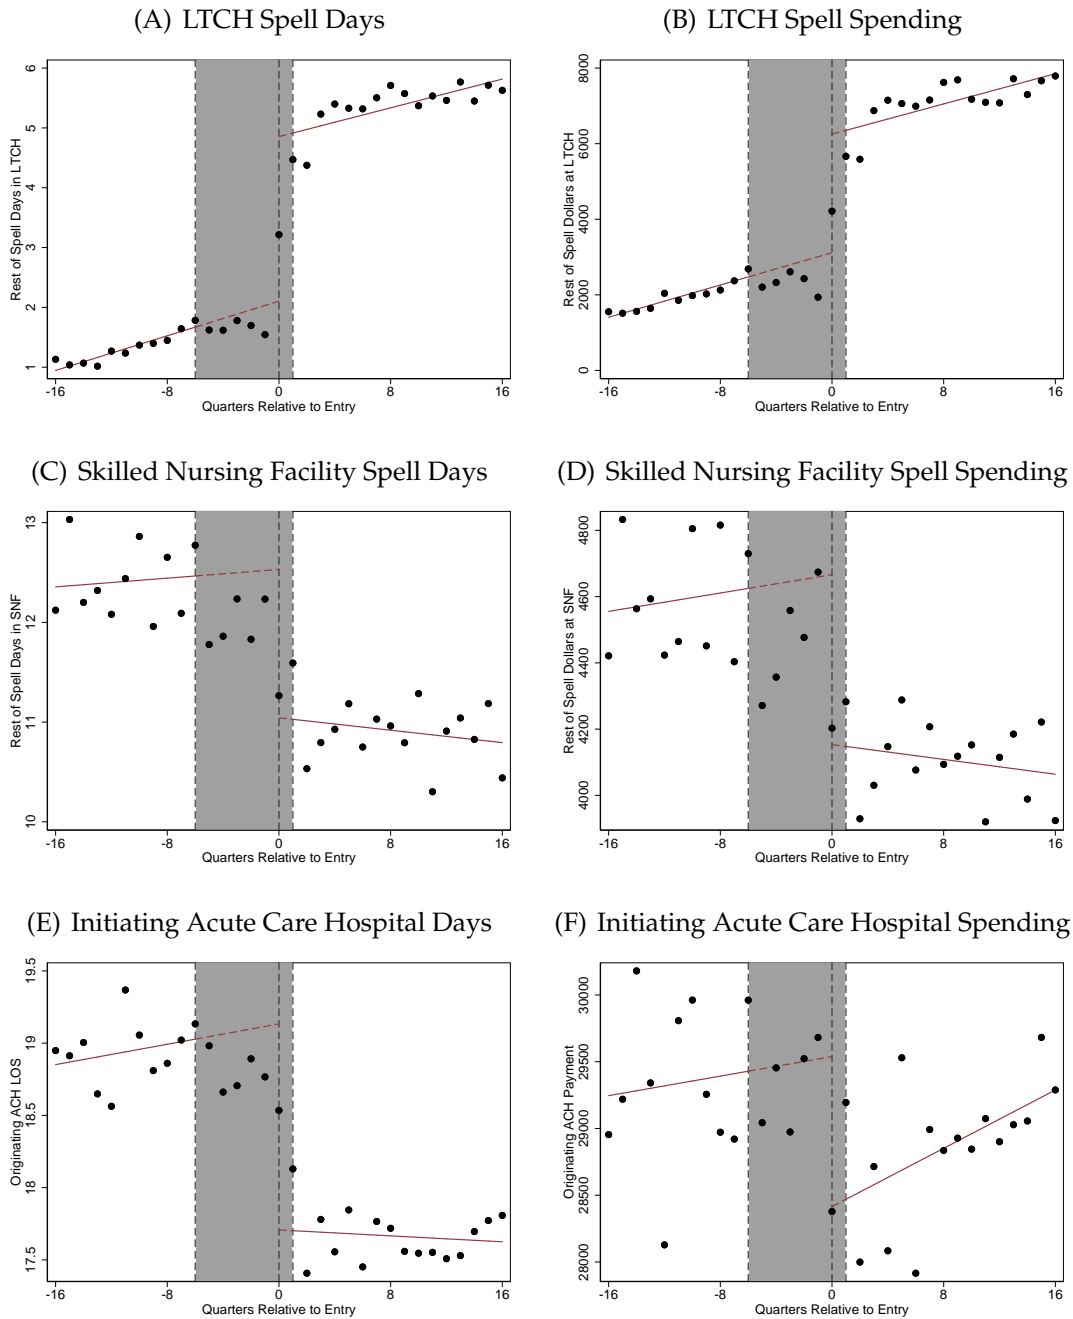 (A) LTCH Spell Days
Rest of Spell Days in LTCH
6
5
4
3
2
1
-16 -8 0 8 16
Quarters Relative to Entry
(B) LTCH Spell Spending
Rest of Spell Dollars at LTCH
8000
6000
4000
2000
0
-16 -8 0 8 16
Quarters Relative to Entry
(C) Skilled Nursing Facility Spell Days
Rest of Spell Days in SNF
13
12
11
10
-16 -8 0 8 16
Quarters Relative to Entry
(D) Skilled Nursing Facility Spell Spending
Rest of Spell Dollars at SNF
4800
4600
4400
4200
4000
-16 -8 0 8 16
Quarters Relative to Entry
(E) Initiating Acute Care Hospital Days
Originating ACH LOS
19.5
19
18.5
18
17.5
-16 -8 0 8 16
Quarters Relative to Entry
(F) Initiating Acute Care Hospital Spending
Originating ACH Payment
30000
29500
29000
28500
28000
-16 -8 0 8 16
Quarters Relative to Entry